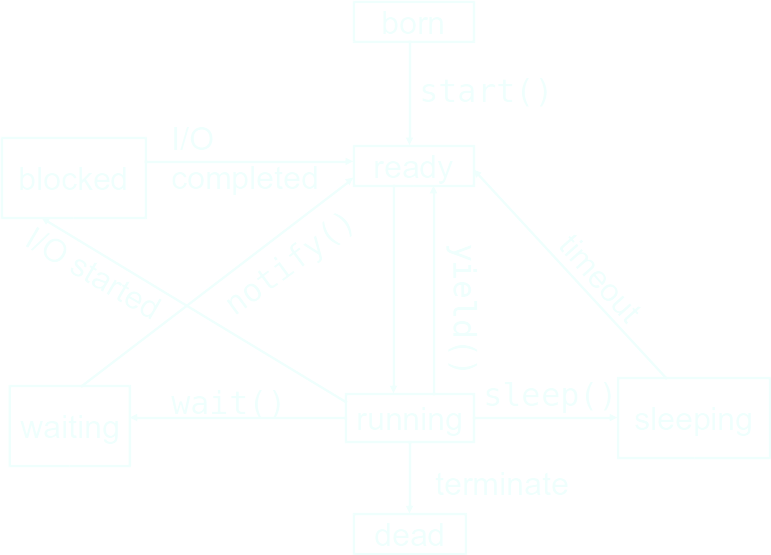 born
start()
I/O
completed
blocked
ready
I/O started
notify()
yield()
timeout
waiting
wait()
running
sleep()
sleeping
terminate
dead